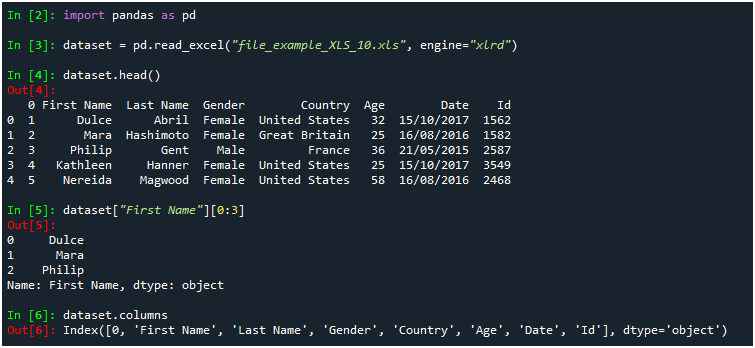 In [2]: import pandas as pd
In [3]: dataset = pd.read_excel("file_example_XLS_10.xls", engine="xlrd")
In [4]: dataset.head()
Out[4]:
   0 First Name  Last Name  Gender        Country  Age        Date    Id
0  1      Dulce      Abril  Female  United States   32  15/10/2017  1562
1  2       Mara  Hashimoto  Female  Great Britain   25  16/08/2016  1582
2  3     Philip       Gent    Male         France   36  21/05/2015  2587
3  4   Kathleen     Hanner  Female  United States   25  15/10/2017  3549
4  5    Nereida    Magwood  Female  United States   58  16/08/2016  2468
In [5]: dataset["First Name"][0:3]
Out[5]:
0     Dulce
1      Mara
2    Philip
Name: First Name, dtype: object
In [6]: dataset.columns
Out[6]: Index([0, 'First Name', 'Last Name', 'Gender', 'Country', 'Age', 'Date', 'Id'], dtype='object')